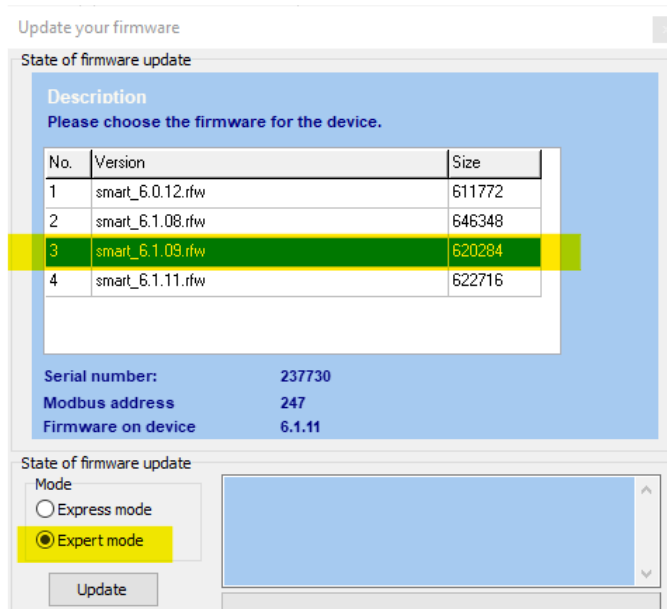 Update your firmware
State of firmware update
Description
Please choose the firmware for the device.
No. Version Size
1 smart_6.0.12.rfw 611772
2 smart_6.1.08.rfw 646348
3 smart_6.1.09.rfw 620284
4 smart_6.1.11.rfw 622716
Serial number: 237730
Modbus address 247
Firmware on device 6.1.11
State of firmware update
Mode
Express mode
Expert mode
Update